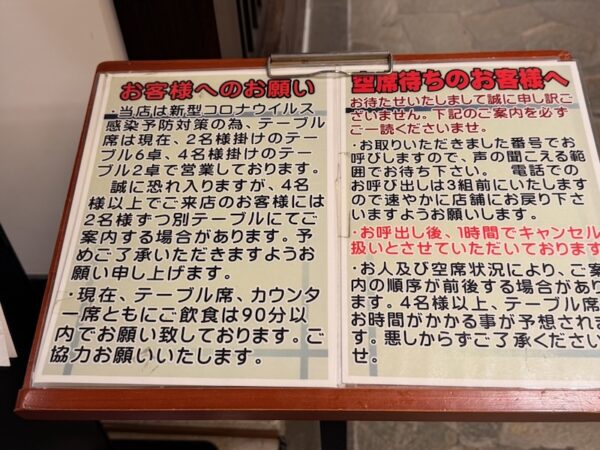 お客様へのお願い
・当店は新型コロナウイルス
感染予防対策の為、テーブル
席は現在、2名様掛けのテー
ブル6卓、4名様掛けのテー
ブル2卓で営業しております。
誠に恐れ入りますが、4名
様以上でご来店のお客様には
2名様ずつ別テーブルにてご
案内する場合があります。予
めご了承いただきますようお
願い申し上げます。
・現在、テーブル席、カウンタ
ー席ともにご飲食は90分以
内でお願い致しております。ご
協力お願いいたします。
空席待ちのお客様へ
お待たせいたしまして誠に申し訳ご
ざいません。下記のご案内を必ず
ご一読くださいませ。
・お取りいただきました番号でお
呼びしますので、声の聞こえる範
囲でお待ち下さい。 電話での
お呼び出しは3組前にいたします
ので速やかに店舗にお戻り下さ
いますようお願いします。
・お呼出し後、1時間でキャンセル
扱いとさせていただいております
・お人及び空席状況により、ご案
内の順序が前後する場合があり
ます。4名様以上、テーブル席
お時間がかかる事が予想されま
す。悪しからずご了承ください
せ。